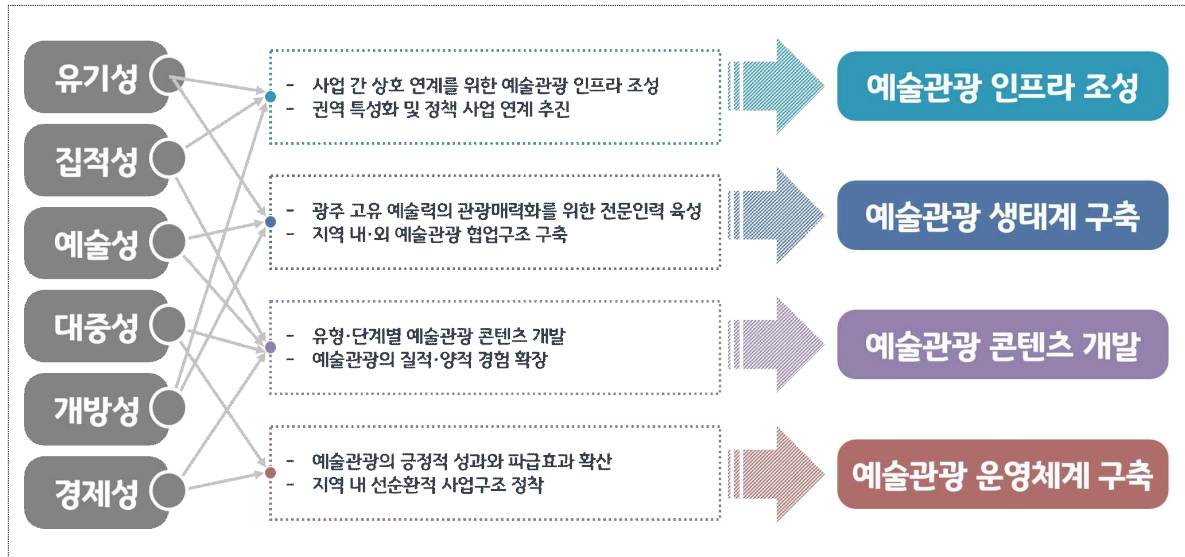 유기성
집적성
예술성
대중성
개방성
경제성
- 사업 간 상호 연계를 위한 예술관광 인프라 조성
- 권역 특성화 및 정책 사업 연계 추진
예술관광 인프라 조성
- 광주 고유 예술력의 관광매력화를 위한 전문인력 육성
- 지역 내·외 예술관광 협업구조 구축
예술관광 생태계 구축
- 유형·단계별 예술관광 콘텐츠 개발
- 예술관광의 질적·양적 경험 확장
예술관광 콘텐츠 개발
- 예술관광의 긍정적 성과와 파급효과 확산
- 지역 내 선순환적 사업구조 정착
예술관광 운영체계 구축